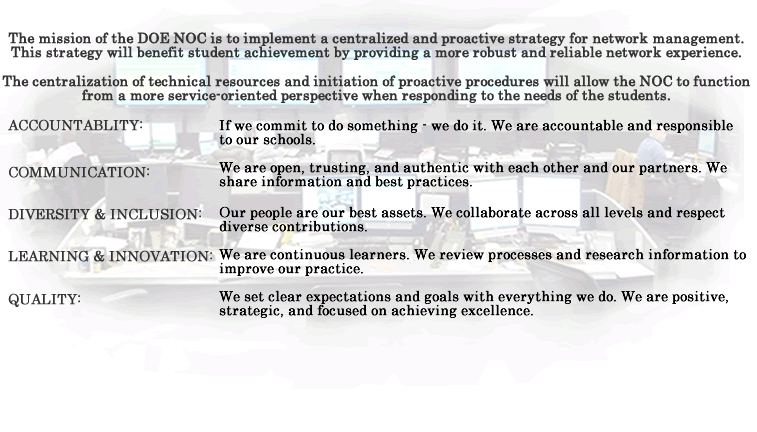 The mission of the DOE NOC is to implement a centralized and proactive strategy for network management.
This strategy will benefit student achievement by providing a more robust and reliable network experience.
The centralization of technical resources and initiation of proactive procedures will allow the NOC to function
from a more service-oriented perspective when responding to the needs of the students.
ACCOUNTABLITY: If we commit to do something - we do it. We are accountable and responsible
to our schools.
COMMUNICATION: We are open, trusting, and authentic with each other and our partners. We
share information and best practices.
DIVERSITY & INCLUSION: Our people are our best assets. We collaborate across all levels and respect
diverse contributions.
LEARNING & INNOVATION: We are continuous learners. We review processes and research information to
improve our practice.
QUALITY: We set clear expectations and goals with everything we do. We are positive,
strategic, and focused on achieving excellence.